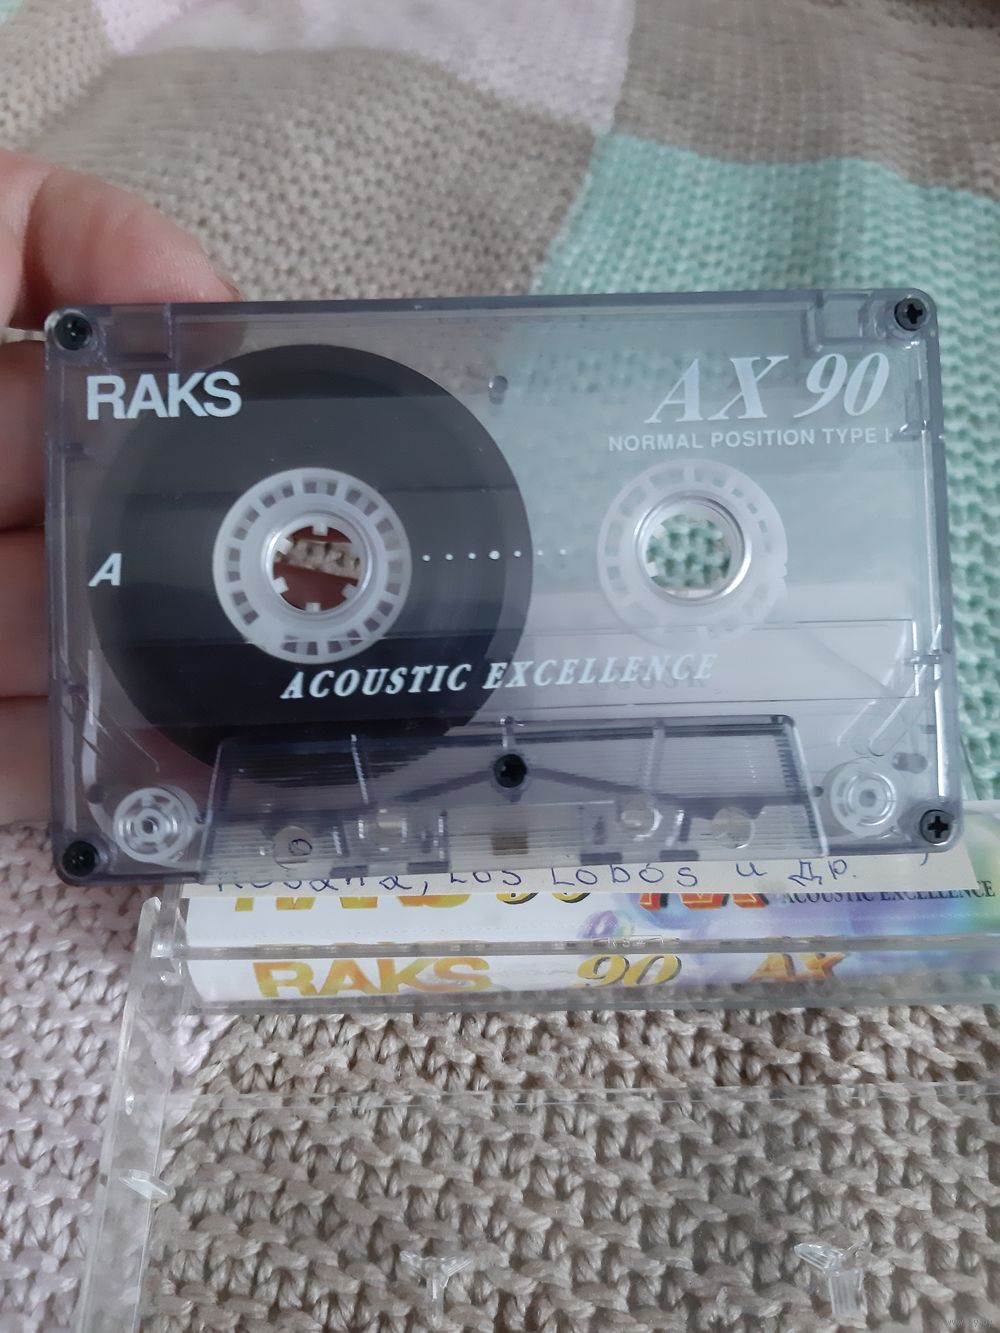 RAKS
AX 90
NORMAL POSITION TYPE I
A
ACOUSTIC EXCELLENCE
Los Lobos и др.
ACOUSTIC EXCELLENCE
RAKS 90 AX